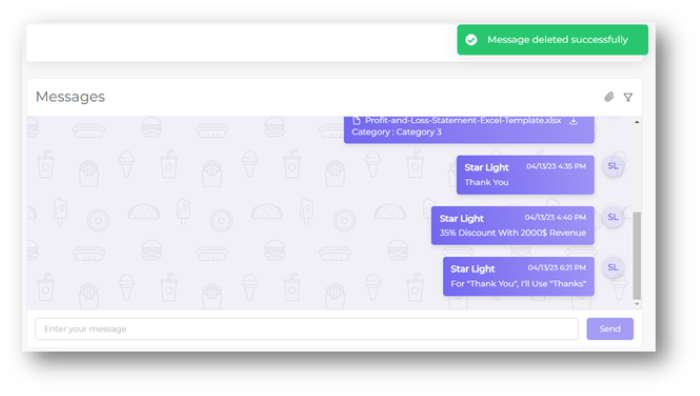 Message deleted successfully
Messages
Profit-and-Loss-Statement-Excel-Template.xlsx
Category : Category 3
Star Light 04/13/23 4:35 PM
SL
Thank You
Star Light 04/13/23 4:40 PM
SL
35% Discount With 2000$ Revenue
Star Light 04/13/23 6:21 PM
SL
For "Thank You", I'll Use "Thanks"
Enter your message
Send